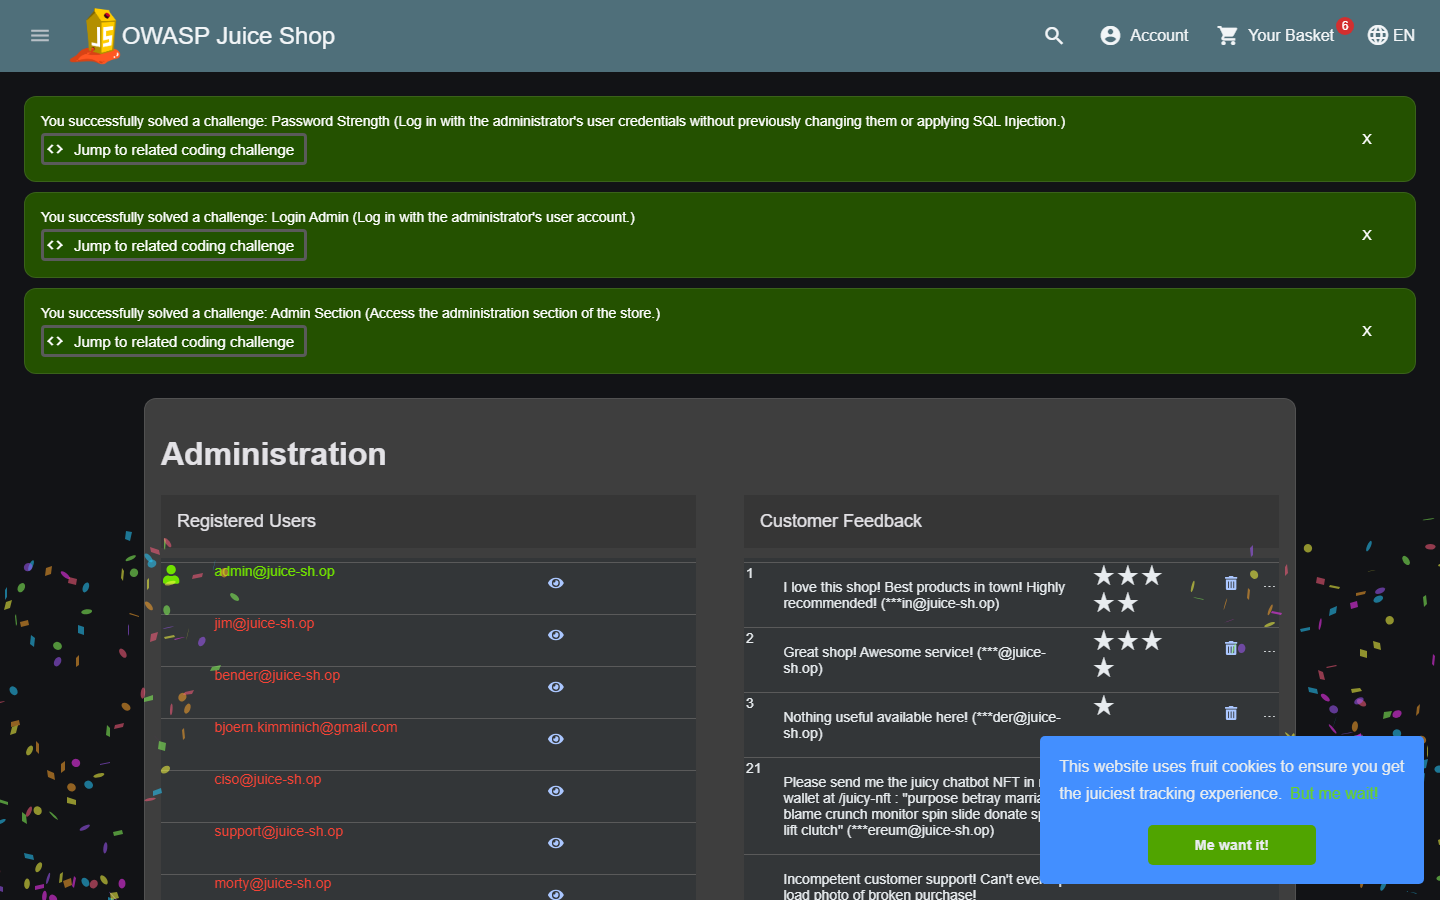 OWASP Juice Shop
Account
Your Basket
6
EN
You successfully solved a challenge: Password Strength (Log in with the administrator's user credentials without previously changing them or applying SQL Injection.)
<> Jump to related coding challenge
X
You successfully solved a challenge: Login Admin (Log in with the administrator's user account.)
<> Jump to related coding challenge
X
You successfully solved a challenge: Admin Section (Access the administration section of the store.)
<> Jump to related coding challenge
X
Administration
Registered Users
admin@juice-sh.op
jim@juice-sh.op
bender@juice-sh.op
bjoern.kimminich@gmail.com
ciso@juice-sh.op
support@juice-sh.op
morty@juice-sh.op
Customer Feedback
1
I love this shop! Best products in town! Highly
recommended! (***in@juice-sh.op)
...
2
Great shop! Awesome service! (***@juice-
sh.op)
...
3
Nothing useful available here! (***der@juice-
sh.op)
...
21
Please send me the juicy chatbot NFT in
wallet at /juicy-nft : "purpose betray
blame crunch monitor spin slide donate
lift clutch" (***ereum@juice-sh.op)
Incompetent customer support! Can't even
load photo of broken purchase!
This website uses fruit cookies to ensure you get
the juiciest tracking experience. But me wait!
Me want it!